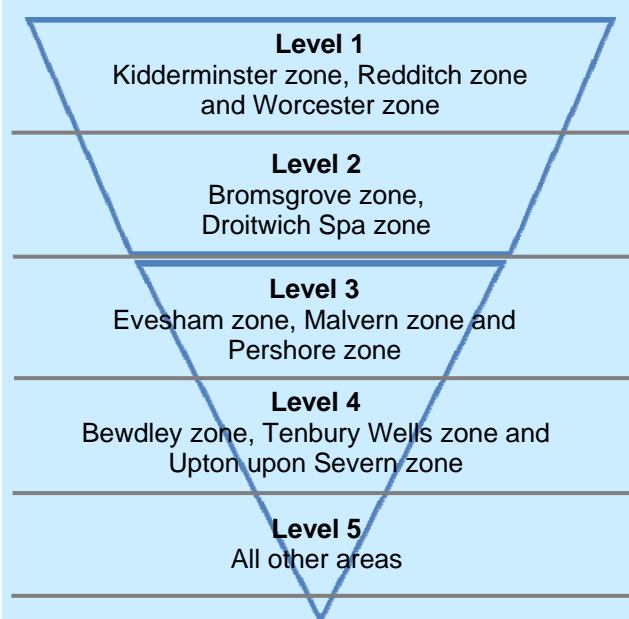 Level 1
Kidderminster zone, Redditch zone
and Worcester zone
Level 2
Bromsgrove zone,
Droitwich Spa zone
Level 3
Evesham zone, Malvern zone and
Pershore zone
Level 4
Bewdley zone, Tenbury Wells zone and
Upton upon Severn zone
Level 5
All other areas